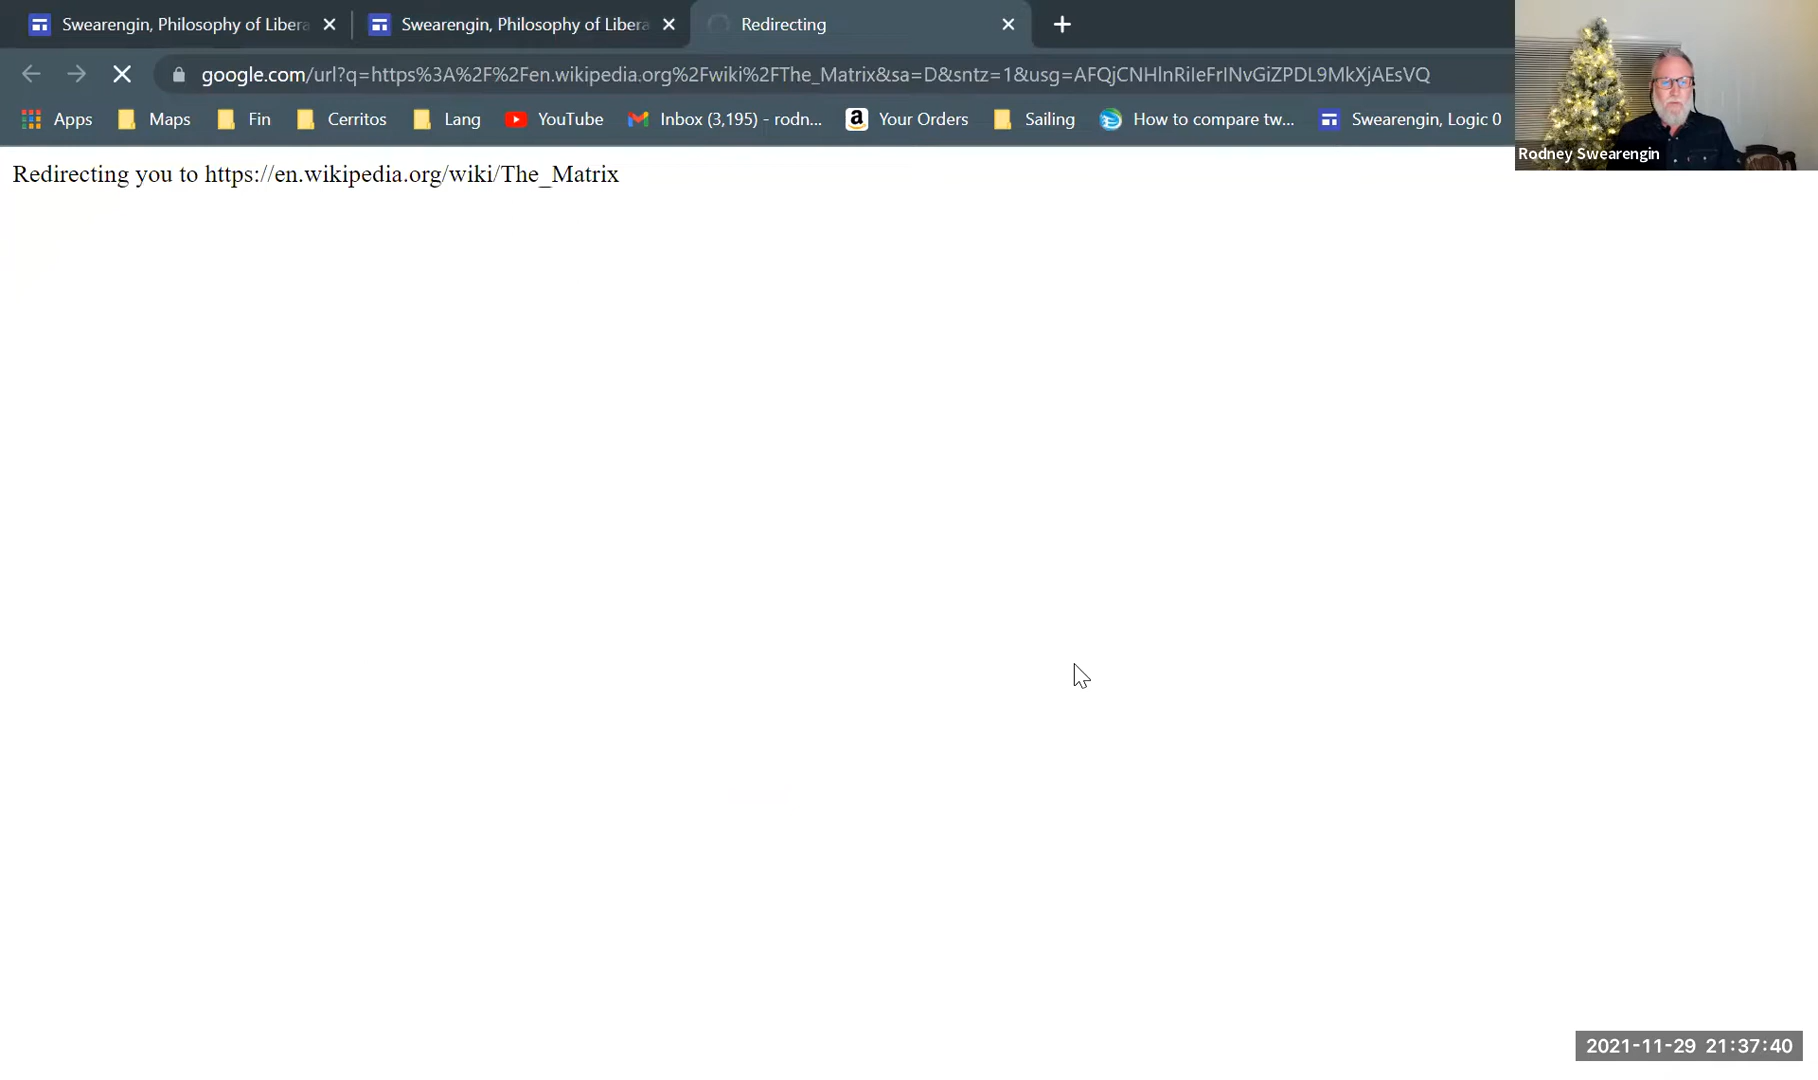 Swearengin, Philosophy of Libera
Swearengin, Philosophy of Libera
Redirecting
google.com/url?q=https%3A%2F%2Fen.wikipedia.org%2Fwiki%2FThe_Matrix&sa=D&sntz=1&usg=AFQjCNHlnRiIeFrINvGiZPDL9MkXjAEsVQ
Apps Maps Fin Cerritos Lang YouTube Inbox (3,195) - rodn... Your Orders Sailing How to compare tw... Swearengin, Logic 0
Rodney Swearengin
Redirecting you to https://en.wikipedia.org/wiki/The_Matrix
2021-11-29 21:37:40